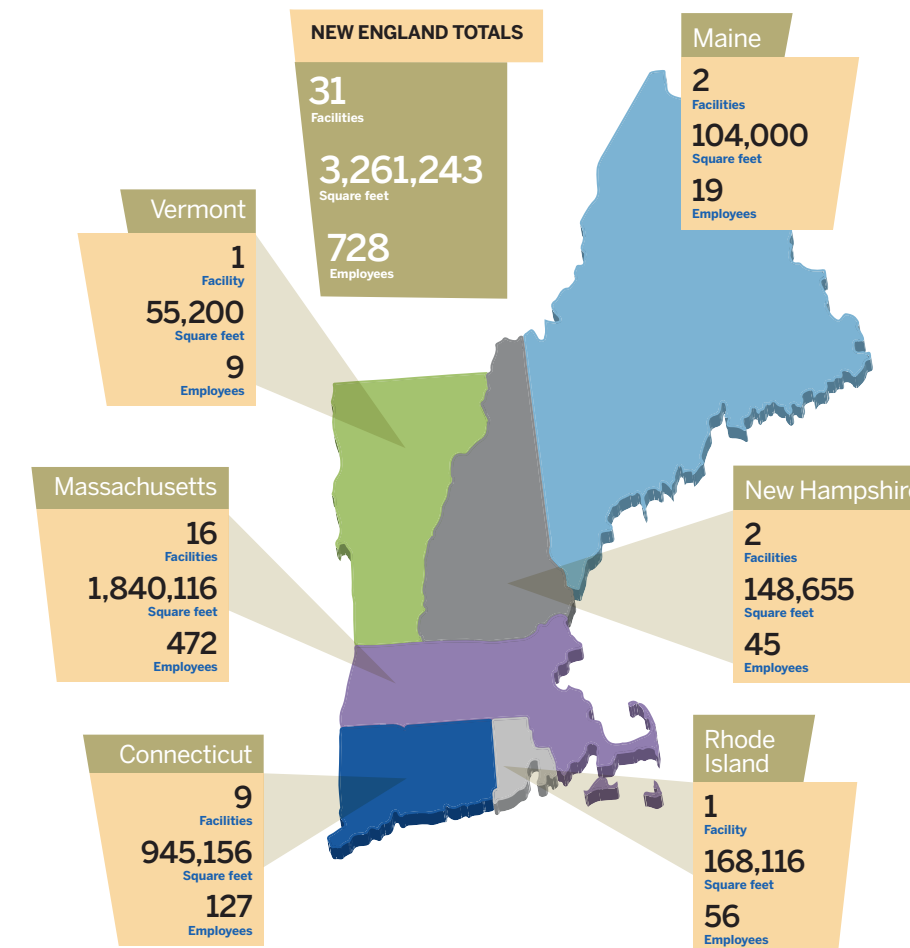 NEW ENGLAND TOTALS
31
Facilities
3,261,243
Square feet
728
Employees
Maine
2
Facilities
104,000
Square feet
19
Employees
Vermont
1
Facility
55,200
Square feet
9
Employees
Massachusetts
16
Facilities
1,840,116
Square feet
472
Employees
New Hampshire
2
Facilities
148,655
Square feet
45
Employees
Connecticut
9
Facilities
945,156
Square feet
127
Employees
Rhode
Island
1
Facility
168,116
Square feet
56
Employees